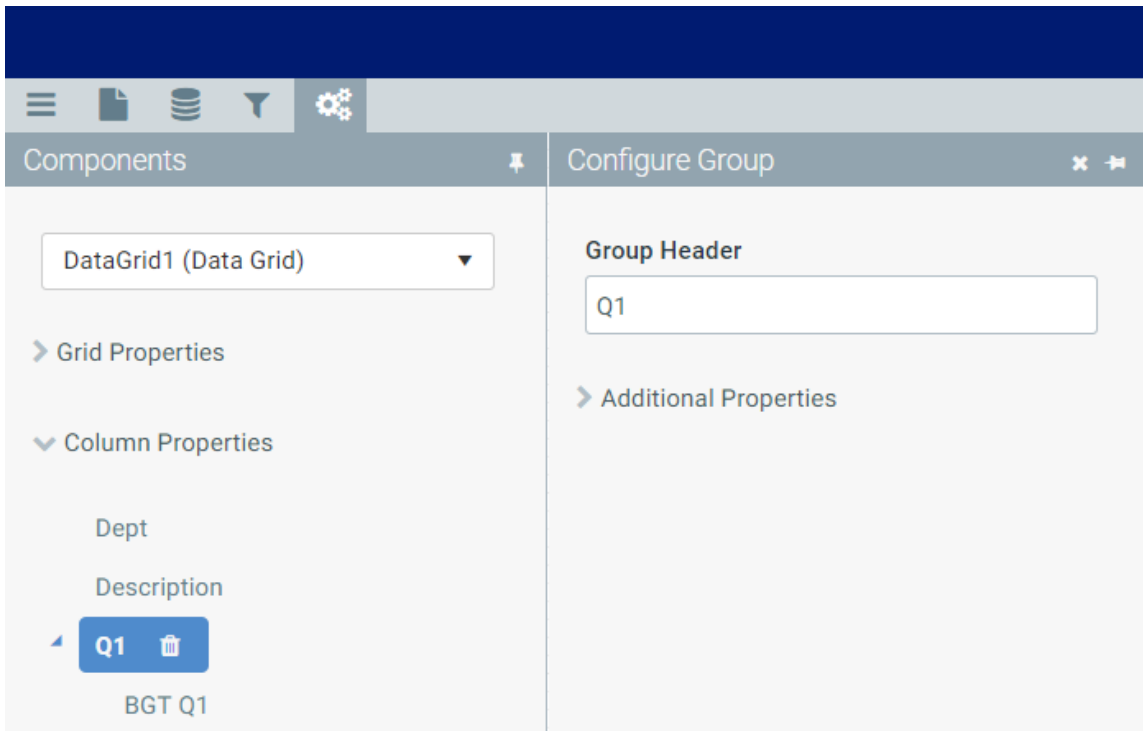 Components
DataGrid1 (Data Grid)
Grid Properties
Column Properties
Dept
Description
Q1
BGT Q1
Configure Group
Group Header
Q1
Additional Properties